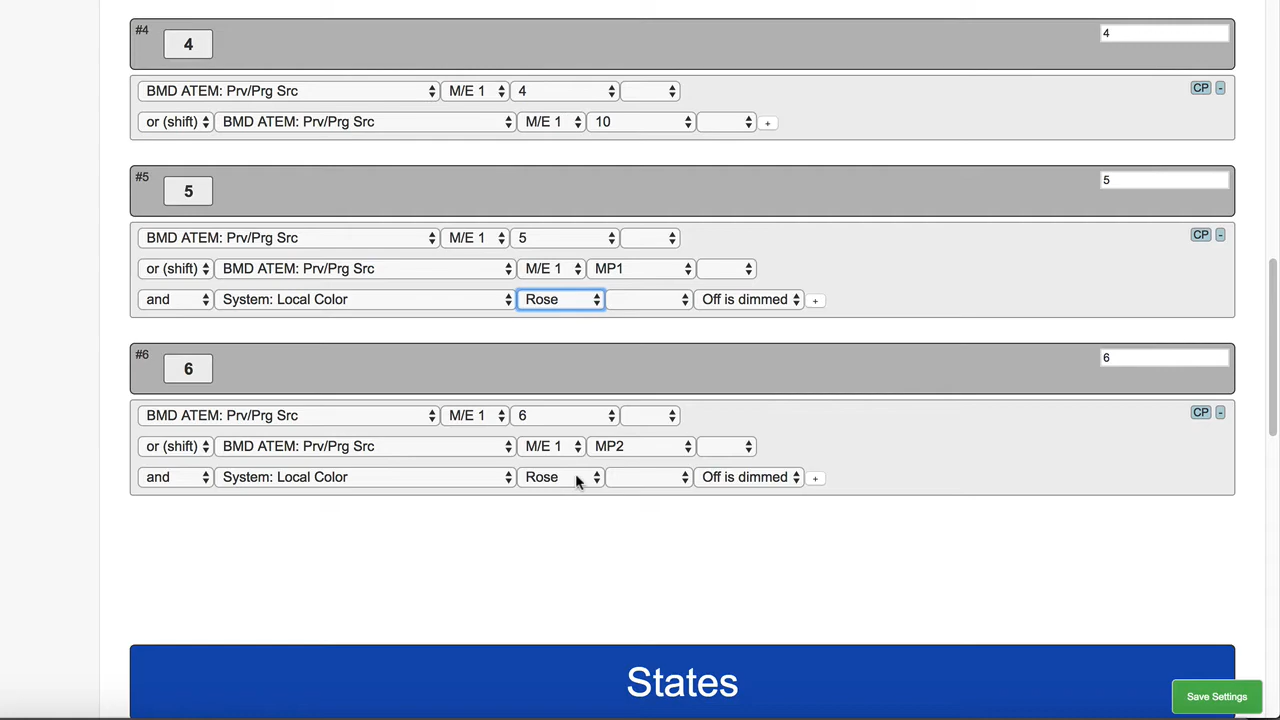 #4 4 4
BMD ATEM: Prv/Prg Src M/E 1 4 CP -
or (shift) BMD ATEM: Prv/Prg Src M/E 1 10 +
#5 5 5
BMD ATEM: Prv/Prg Src M/E 1 5 CP -
or (shift) BMD ATEM: Prv/Prg Src M/E 1 MP1
and System: Local Color Rose Off is dimmed +
#6 6 6
BMD ATEM: Prv/Prg Src M/E 1 6 CP -
or (shift) BMD ATEM: Prv/Prg Src M/E 1 MP2
and System: Local Color Rose Off is dimmed +
States
Save Settings